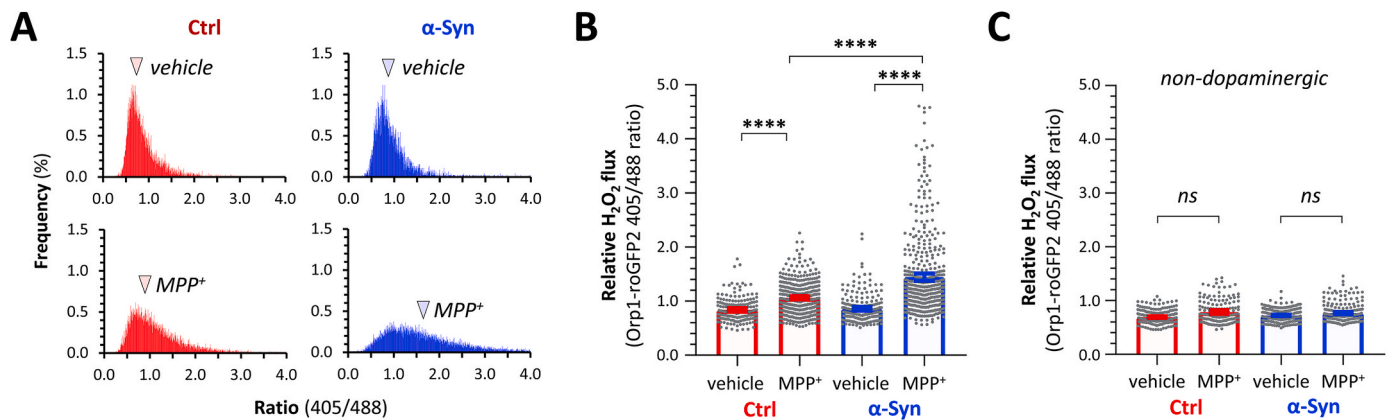 A
Ctrl
α-Syn
Frequency (%)
1.5
1.0
0.5
0.0
vehicle
0.0 1.0 2.0 3.0 4.0
1.5
1.0
0.5
0.0
vehicle
0.0 1.0 2.0 3.0 4.0
1.5
1.0
0.5
0.0
MPP⁺
0.0 1.0 2.0 3.0 4.0
1.5
1.0
0.5
0.0
MPP⁺
0.0 1.0 2.0 3.0 4.0
Ratio (405/488)
B
Relative H₂O₂ flux
(Orp1-roGFP2 405/488 ratio)
5.0
4.0
3.0
2.0
1.0
0.0
****
****
****
vehicle MPP⁺ vehicle MPP⁺
Ctrl α-Syn
C
non-dopaminergic
Relative H₂O₂ flux
(Orp1-roGFP2 405/488 ratio)
5.0
4.0
3.0
2.0
1.0
0.0
ns ns
vehicle MPP⁺ vehicle MPP⁺
Ctrl α-Syn